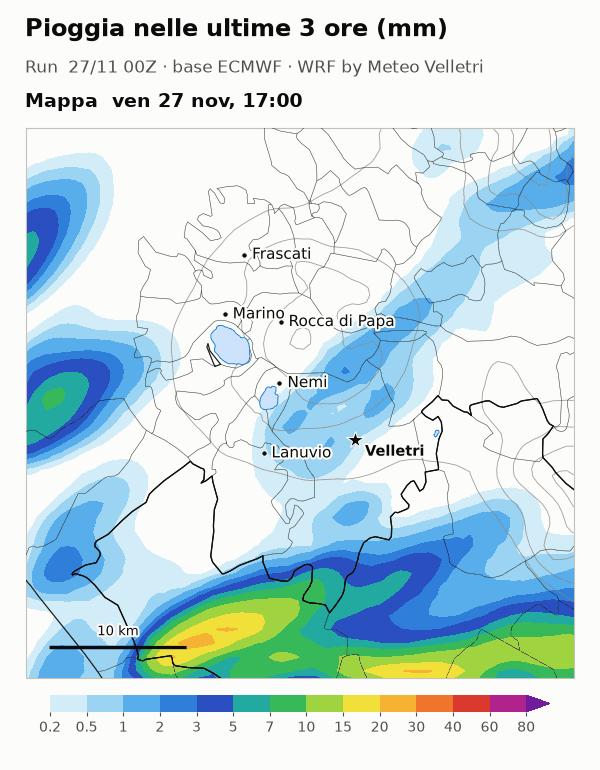 Pioggia nelle ultime 3 ore (mm)
Run  27/11 00Z · base ECMWF · WRF by Meteo Velletri
Mappa  ven 27 nov, 17:00
Frascati
Marino
Rocca di Papa
Nemi
Velletri
Lanuvio
10 km
0.2 0.5 1 2 3 5 7 10 15 20 30 40 60 80